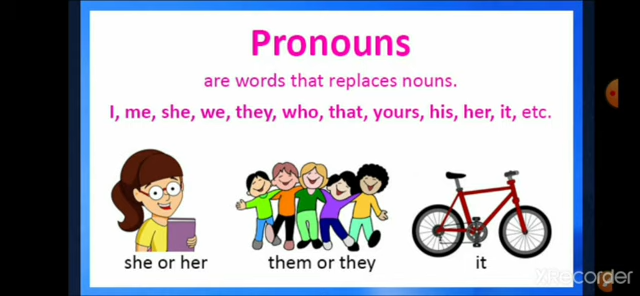 Pronouns
are words that replaces nouns.
I, me, she, we, they, who, that, yours, his, her, it, etc.
she or her
them or they
it
XRecorder